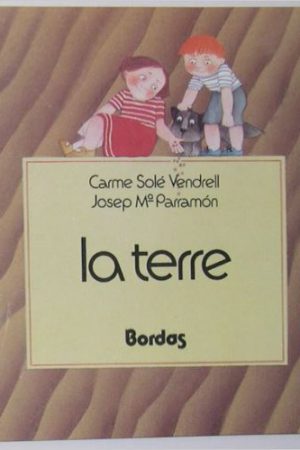 Carme Solé Vendrell
Josep Mª Parramón
la terre
Bordas